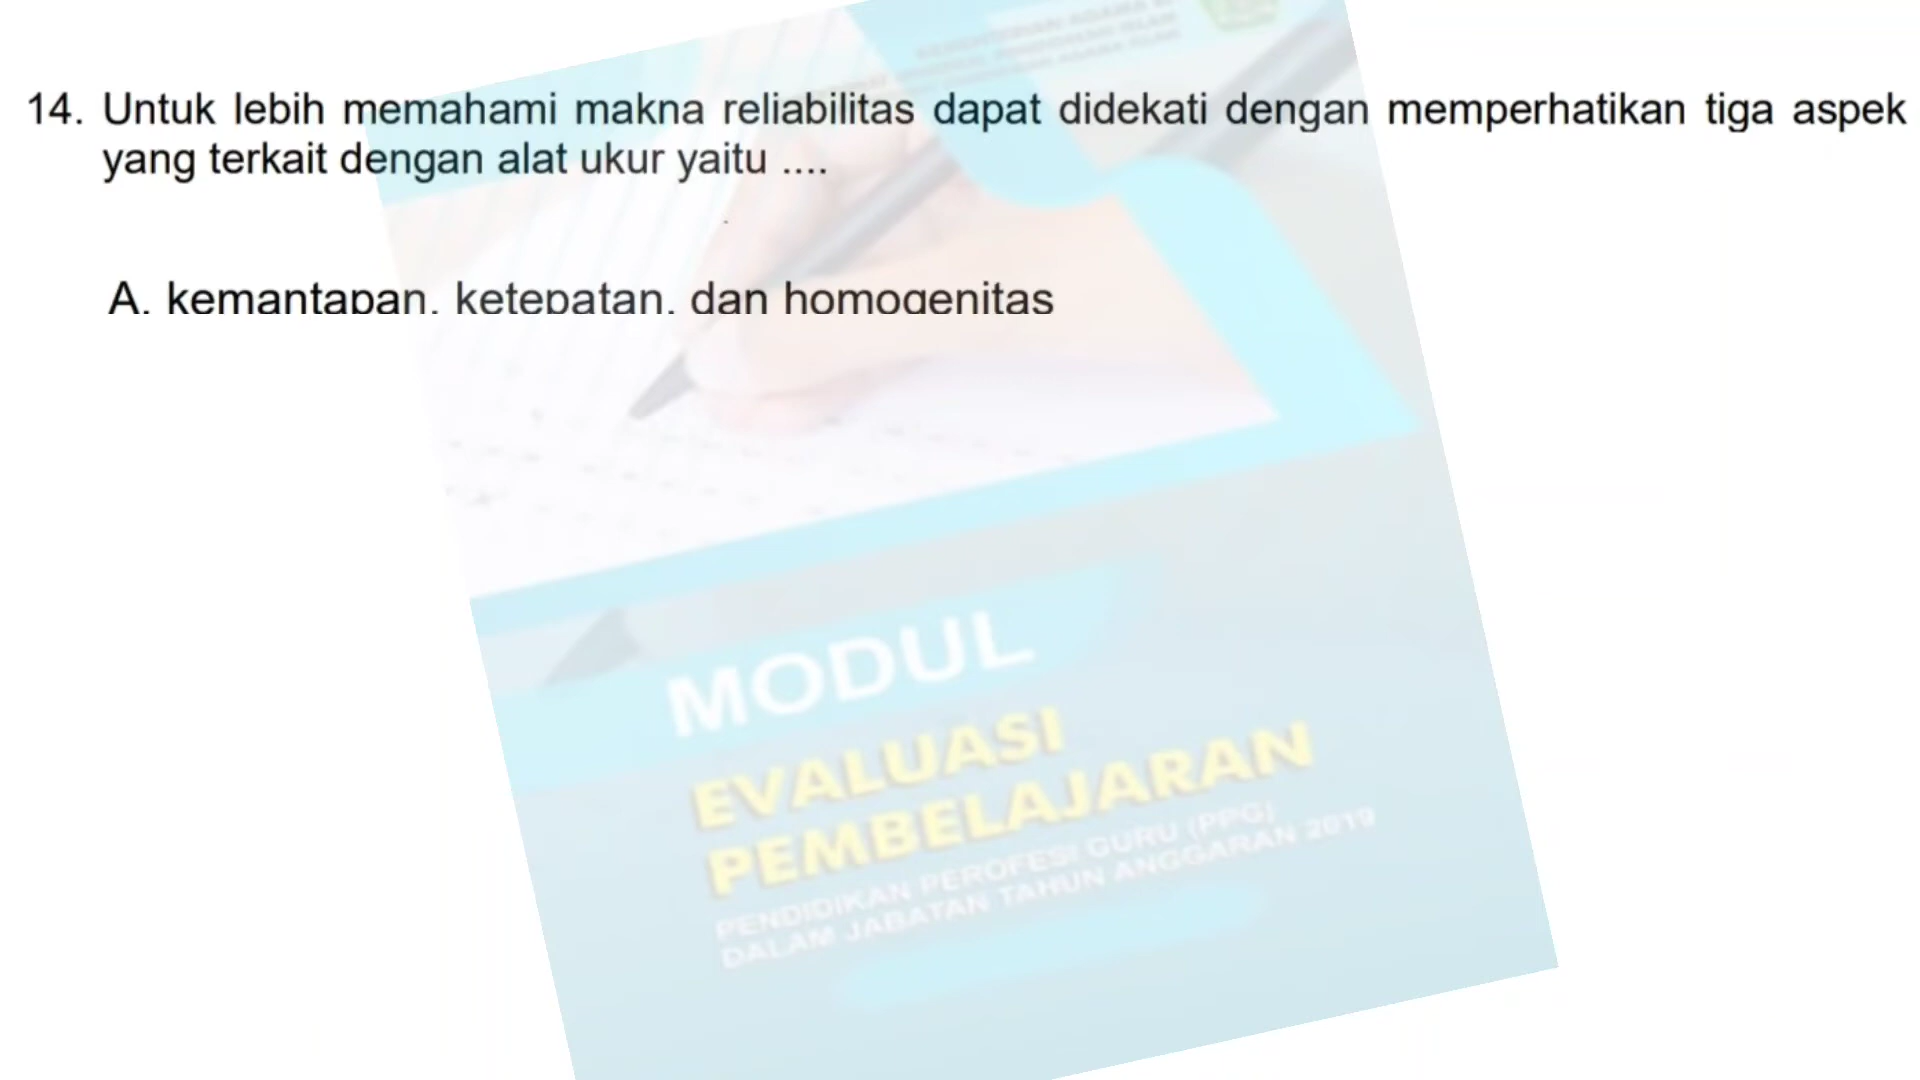 14. Untuk lebih memahami makna reliabilitas dapat didekati dengan memperhatikan tiga aspek
yang terkait dengan alat ukur yaitu ....
A. kemantapan, ketepatan, dan homogenitas
MODUL
EVALUASI
PEMBELAJARAN
PENDIDIKAN PEROFESI GURU (PPG)
DALAM JABATAN TAHUN ANGGARAN 2019